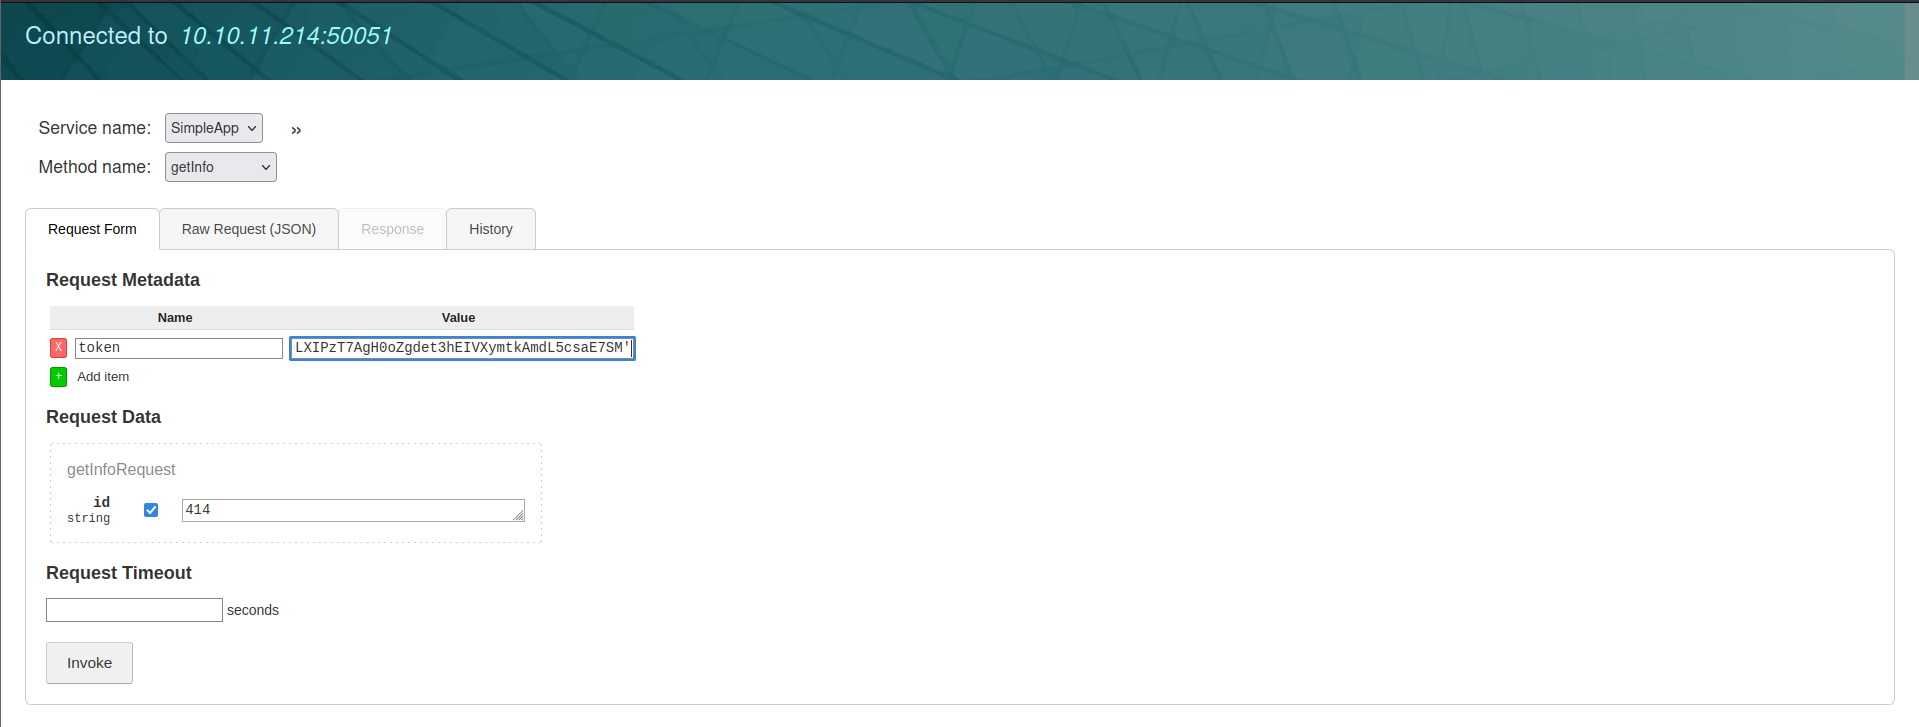 Connected to 10.10.11.214:50051
Service name: SimpleApp »
Method name: getInfo
Request Form Raw Request (JSON) Response History
Request Metadata
Name Value
X token LXIPzT7AgH0oZgdet3hEIVXymtkAmdL5csaE7SM'
+ Add item
Request Data
getInfoRequest
id
string
414
Request Timeout
seconds
Invoke